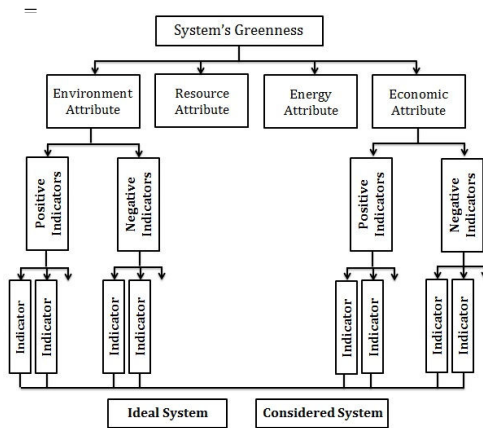 System's Greenness
Environment
Attribute
Resource
Attribute
Energy
Attribute
Economic
Attribute
Positive
Indicators
Negative
Indicators
Positive
Indicators
Negative
Indicators
Indicator
Indicator
Indicator
Indicator
Indicator
Indicator
Indicator
Indicator
Ideal System
Considered System